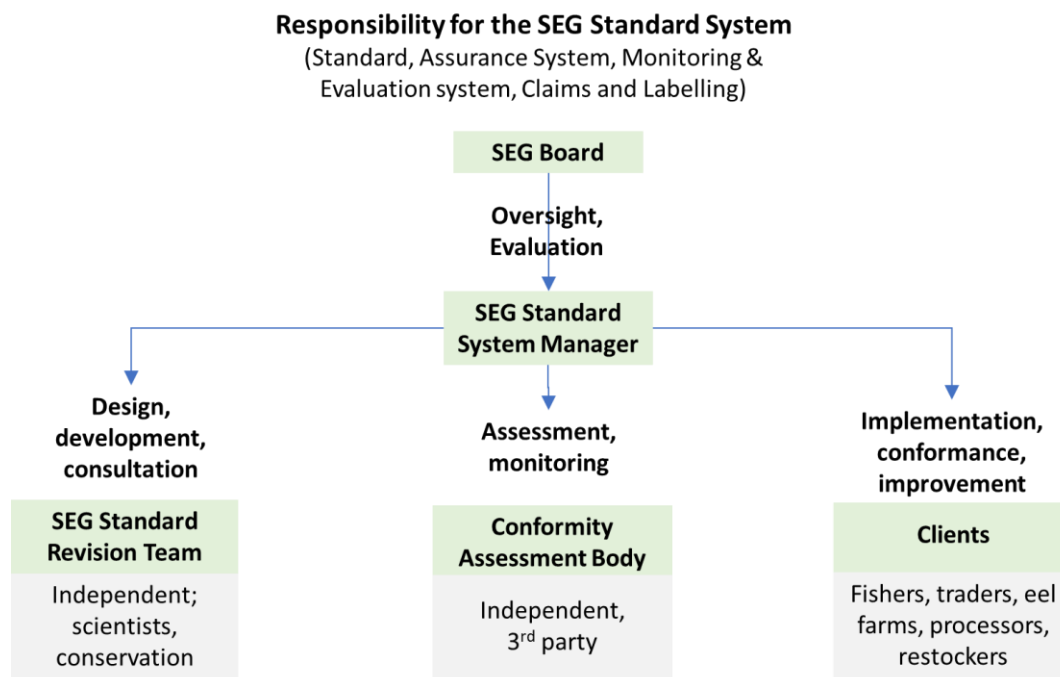 Responsibility for the SEG Standard System
(Standard, Assurance System, Monitoring &
Evaluation system, Claims and Labelling)
SEG Board
Oversight,
Evaluation
SEG Standard
System Manager
Design,
development,
consultation
SEG Standard
Revision Team
Independent;
scientists,
conservation
Assessment,
monitoring
Conformity
Assessment Body
Independent,
3rd party
Implementation,
conformance,
improvement
Clients
Fishers, traders, eel
farms, processors,
restockers